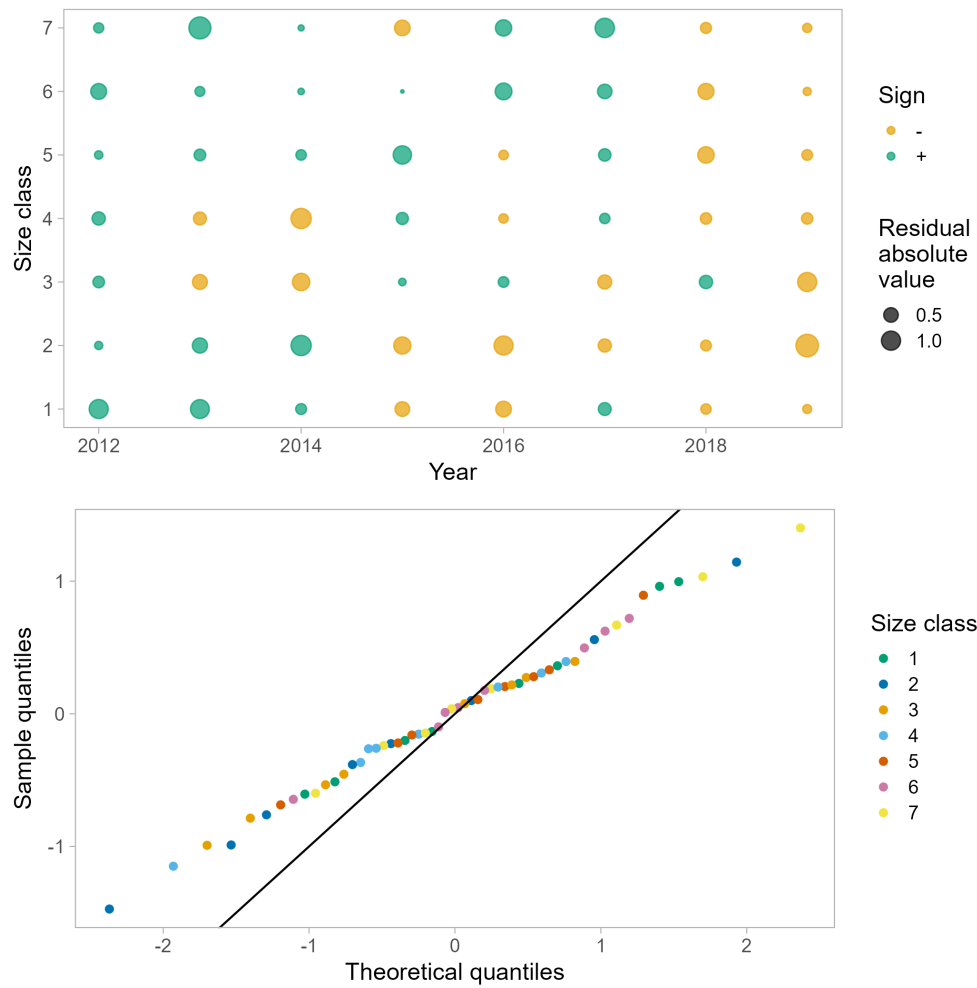 7
6
5
4
3
2
1
Size class
2012 2014 2016 2018
Year
Sign
-
+
Residual
absolute
value
0.5
1.0
1
0
-1
Sample quantiles
-2 -1 0 1 2
Theoretical quantiles
Size class
1
2
3
4
5
6
7